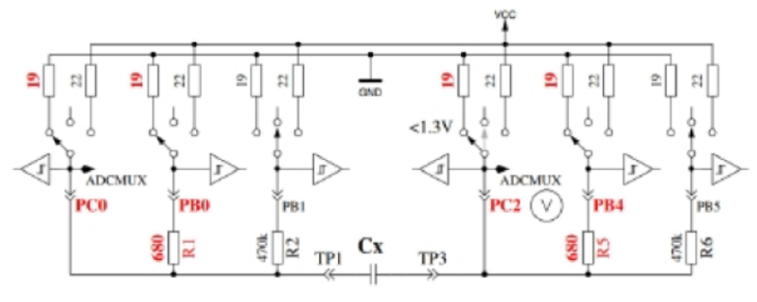 VCC
19 22 19 22 19 22 GND 19 22 19 22 19 22
<1.3V
ADCMUX ADCMUX
PC0 PB0 PB1 PC2 V PB4 PB5
680 R1 470k R2 TP1 Cx TP3 680 R5 470k R6